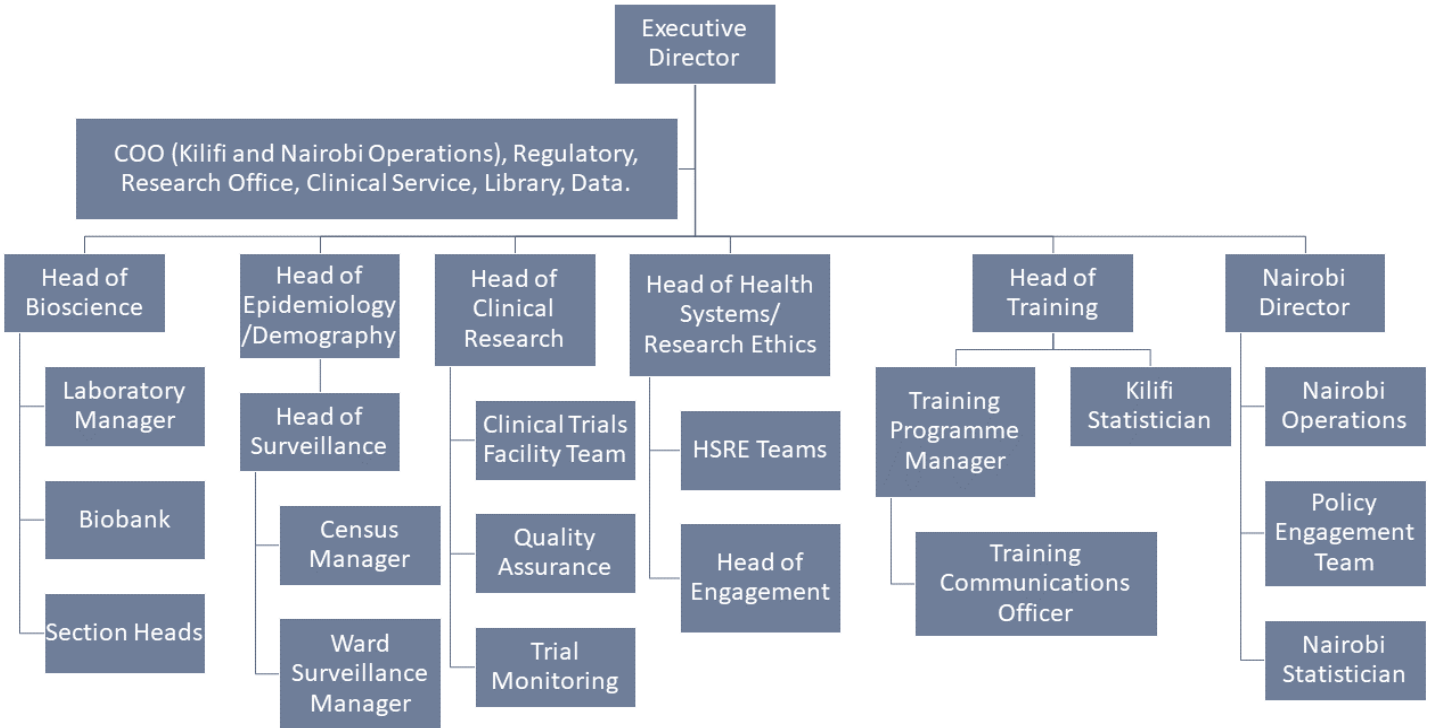 Executive
Director
COO (Kilifi and Nairobi Operations), Regulatory,
Research Office, Clinical Service, Library, Data.
Head of
Bioscience
Laboratory
Manager
Biobank
Section Heads
Head of
Epidemiology
/Demography
Head of
Surveillance
Census
Manager
Ward
Surveillance
Manager
Head of
Clinical
Research
Clinical Trials
Facility Team
Quality
Assurance
Trial
Monitoring
Head of Health
Systems/
Research Ethics
HSRE Teams
Head of
Engagement
Head of
Training
Training
Programme
Manager
Training
Communications
Officer
Kilifi
Statistician
Nairobi
Director
Nairobi
Operations
Policy
Engagement
Team
Nairobi
Statistician